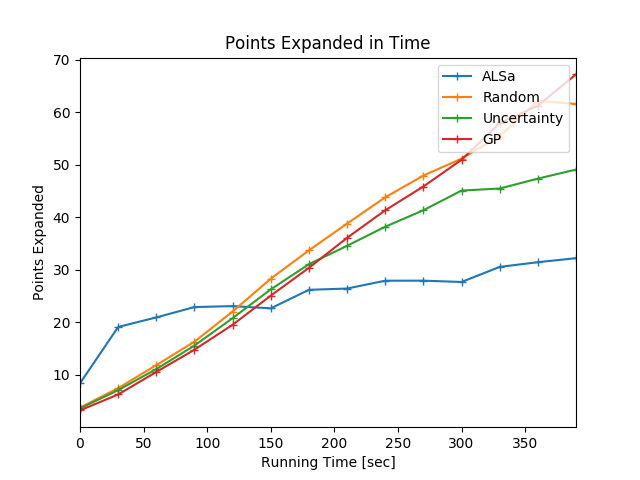 Points Expanded in Time
70
60
50
40
30
20
10
Points Expanded
ALSa
Random
Uncertainty
GP
0
50
100
150
200
250
300
350
Running Time [sec]